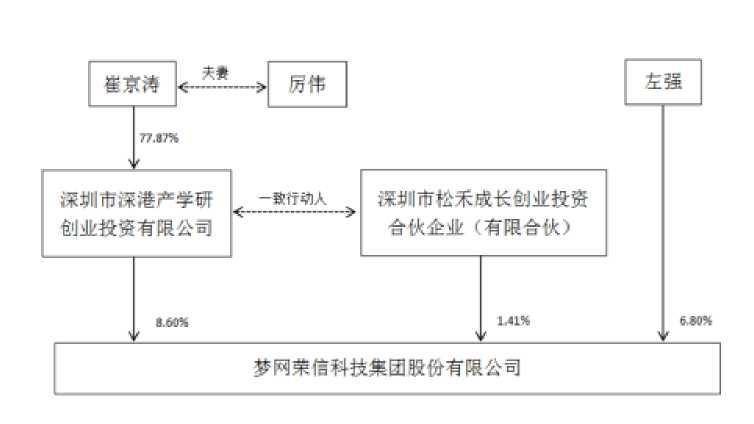 夫妻
崔京涛
厉伟
左强
77.87%
深圳市深港产学研
创业投资有限公司
一致行动人
深圳市松禾成长创业投资
合伙企业（有限合伙）
8.60%
1.41%
6.80%
梦网荣信科技集团股份有限公司